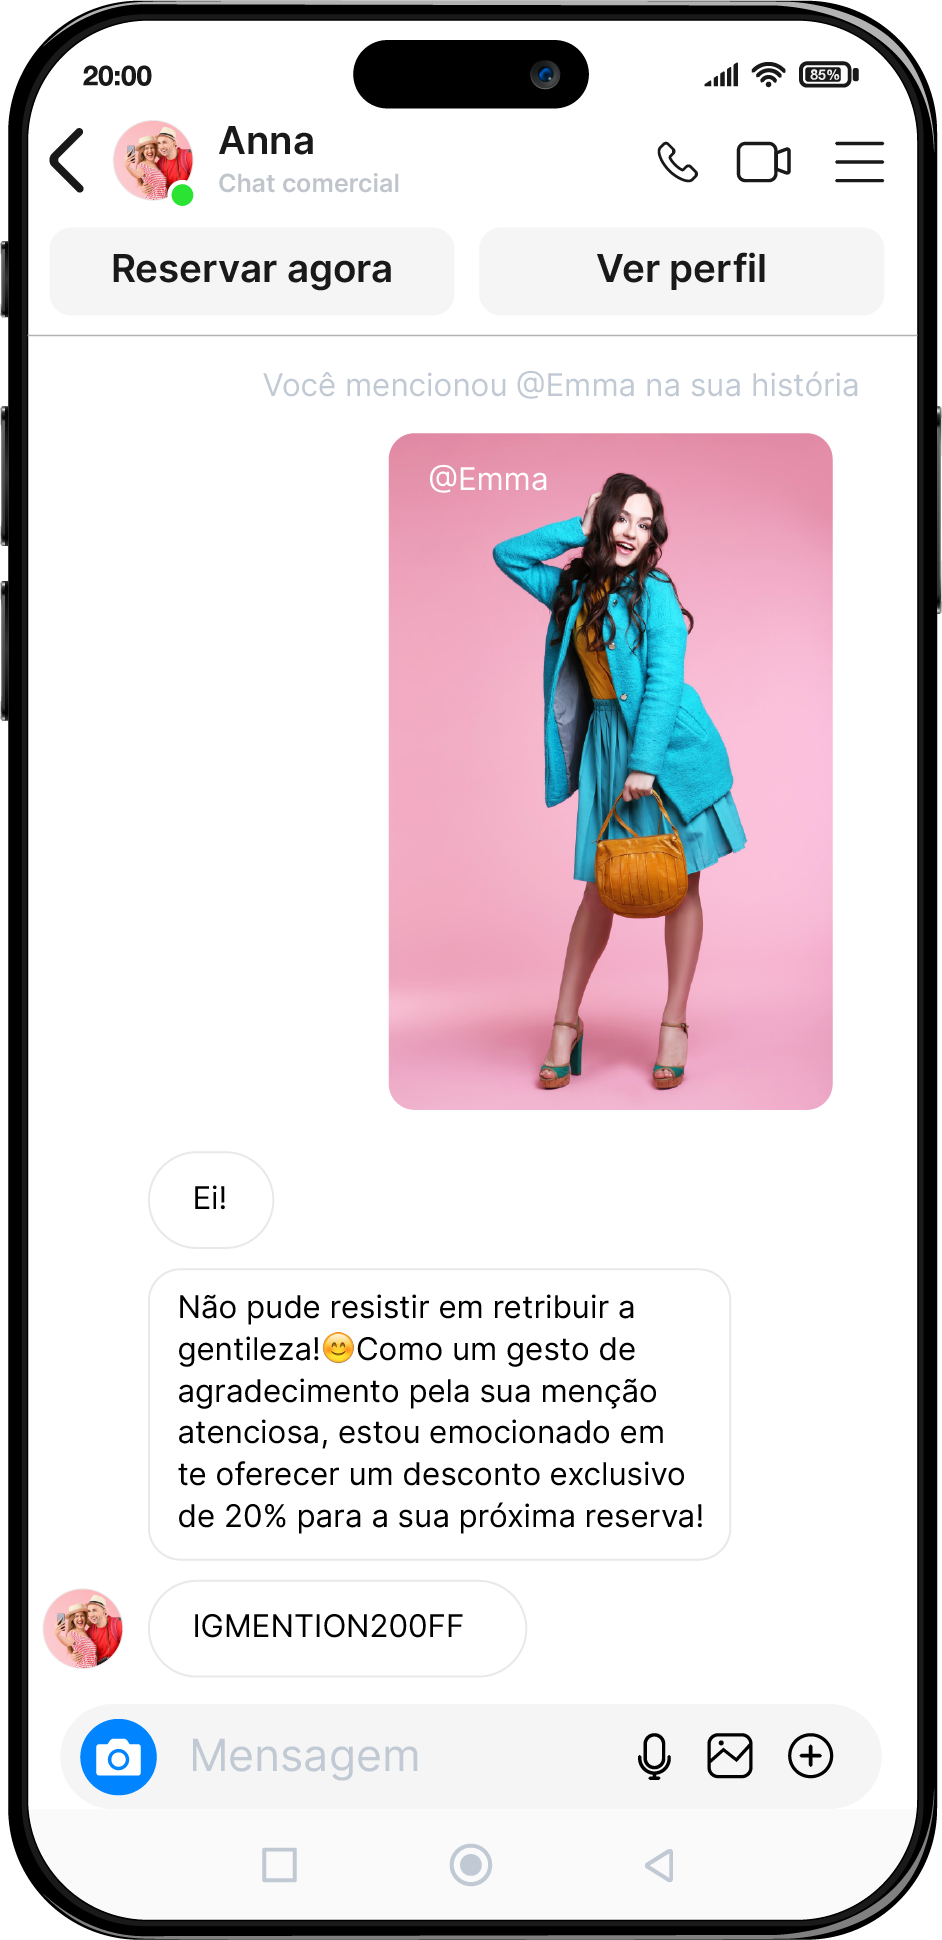 20:00
85%
Anna
Chat comercial
Reservar agora
Ver perfil
Você mencionou @Emma na sua história
@Emma
Ei!
Não pude resistir em retribuir a
gentileza!😊Como um gesto de
agradecimento pela sua menção
atenciosa, estou emocionado em
te oferecer um desconto exclusivo
de 20% para a sua próxima reserva!
IGMENTION200FF
Mensagem